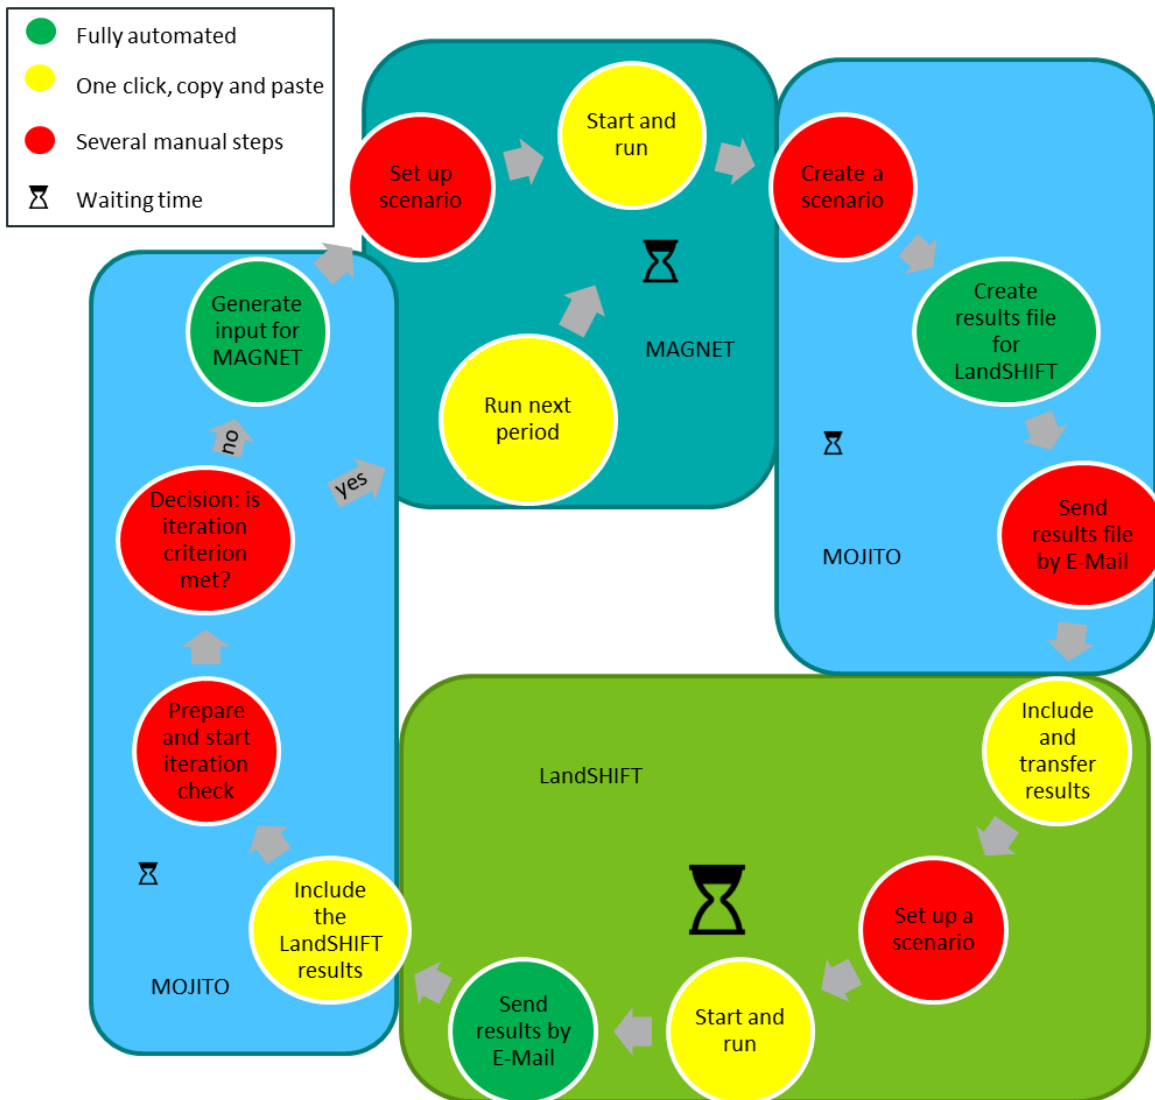 Fully automated
One click, copy and paste
Several manual steps
Waiting time
Set up
scenario
Start and
run
Create a
scenario
Generate
input for
MAGNET
Create
results file
for
LandSHIFT
MAGNET
Run next
period
no
yes
Decision: is
iteration
criterion
met?
Send
results file
by E-Mail
MOJITO
Prepare
and start
iteration
check
Include
and
transfer
results
LandSHIFT
Include
the
LandSHIFT
results
Set up a
scenario
MOJITO
Send
results by
E-Mail
Start and
run